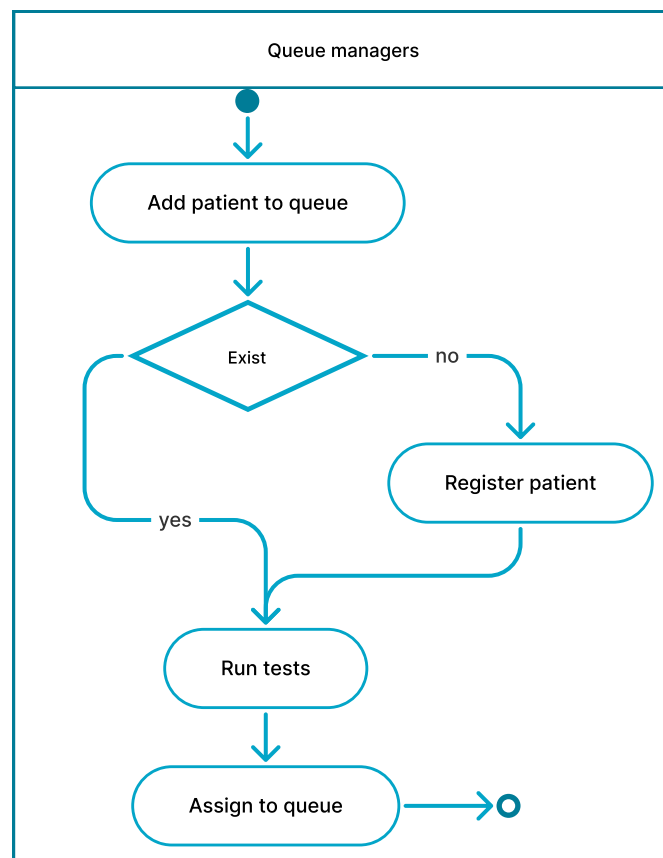 Queue managers
Add patient to queue
Exist
no
Register patient
yes
Run tests
Assign to queue